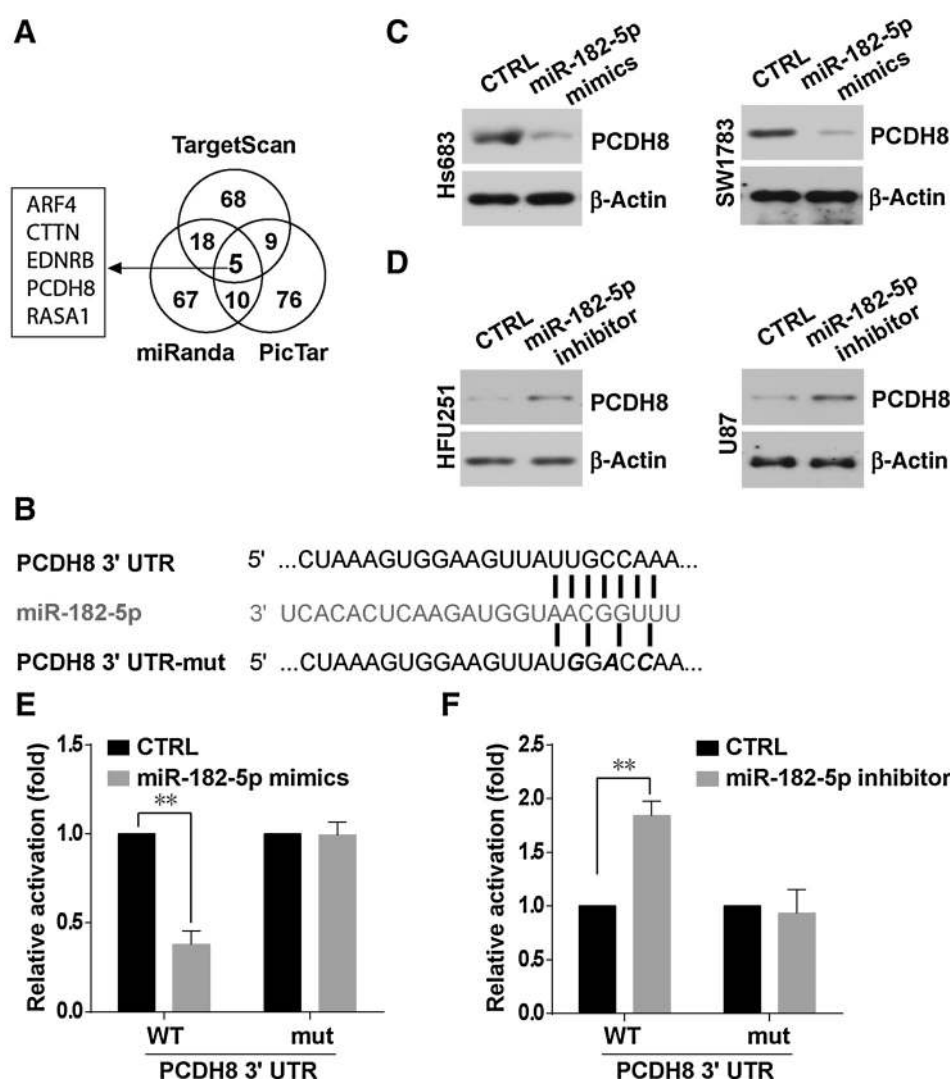 A
TargetScan
68
18
9
5
67
10
76
miRanda
PicTar
ARF4
CTTN
EDNRB
PCDH8
RASA1
C
CTRL
miR-182-5p
mimics
Hs683
PCDH8
β-Actin
CTRL
miR-182-5p
mimics
SW1783
PCDH8
β-Actin
D
CTRL
miR-182-5p
inhibitor
HFU251
PCDH8
β-Actin
CTRL
miR-182-5p
inhibitor
U87
PCDH8
β-Actin
B
PCDH8 3' UTR 5' ...CUAAAGUGGAAGUUAUUGCCAAA...
miR-182-5p 3' UCACACUCAAGAUGGUAACGGUUU
PCDH8 3' UTR-mut 5' ...CUAAAGUGGAAGUUAUGGACCAA...
E
Relative activation (fold)
1.5
1.0
0.5
0.0
CTRL
miR-182-5p mimics
**
WT
mut
PCDH8 3' UTR
F
Relative activation (fold)
2.5
2.0
1.5
1.0
0.5
0.0
CTRL
miR-182-5p inhibitor
**
WT
mut
PCDH8 3' UTR